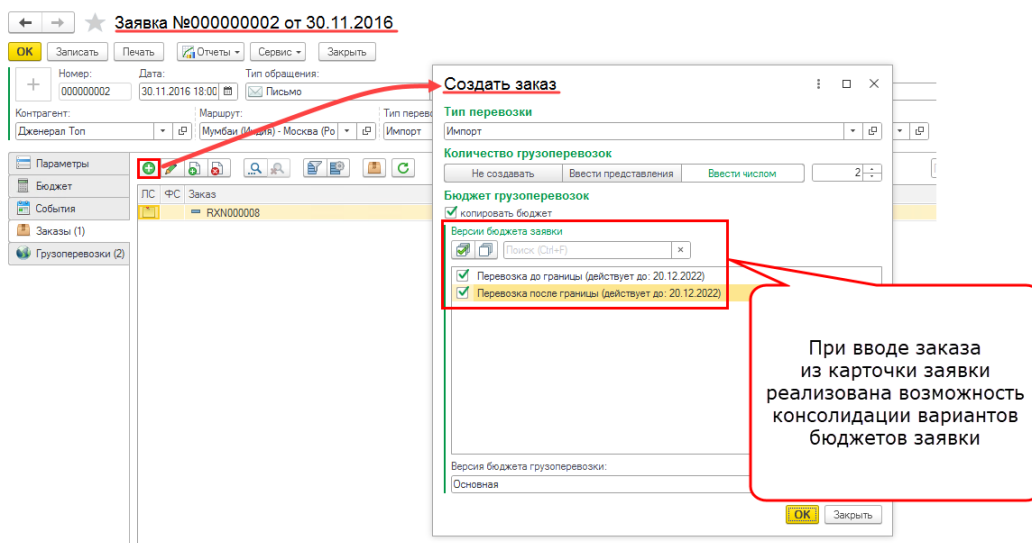 Заявка №000000002 от 30.11.2016
OK Записать Печать Отчеты Сервис Закрыть
Номер: Дата: Тип обращения:
000000002 30.11.2016 18:00 Письмо
Контрагент: Маршрут: Тип перево
Дженерал Топ Мумбаи (Индия) - Москва (Ро Импорт
Параметры
Бюджет
События
Заказы (1)
Грузоперевозки (2)
ПС ФС Заказ
RXN000008
Создать заказ
Тип перевозки
Импорт
Количество грузоперевозок
Не создавать Ввести представления Ввести числом 2
Бюджет грузоперевозок
копировать бюджет
Версии бюджета заявки
Поиск (Ctrl+F)
Перевозка до границы (действует до: 20.12.2022)
Перевозка после границы (действует до: 20.12.2022)
Версия бюджета грузоперевозки:
Основная
OK Закрыть
При вводе заказа
из карточки заявки
реализована возможность
консолидации вариантов
бюджетов заявки